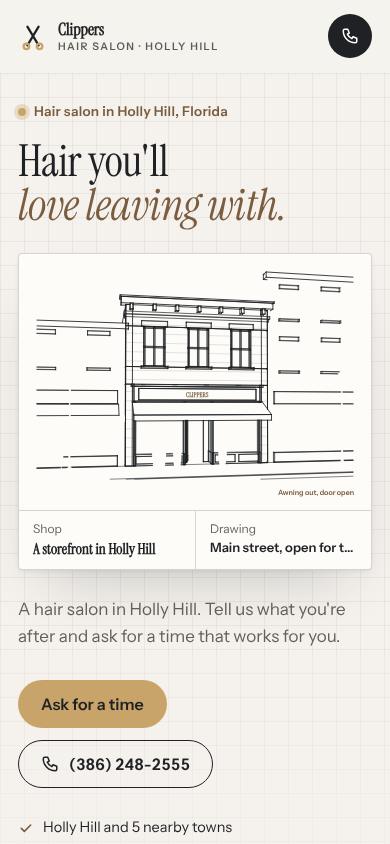 Clippers
HAIR SALON · HOLLY HILL
Hair salon in Holly Hill, Florida
Hair you'll
love leaving with.
CLIPPERS
Awning out, door open
Shop
A storefront in Holly Hill
Drawing
Main street, open for t...
A hair salon in Holly Hill. Tell us what you're
after and ask for a time that works for you.
Ask for a time
(386) 248-2555
Holly Hill and 5 nearby towns